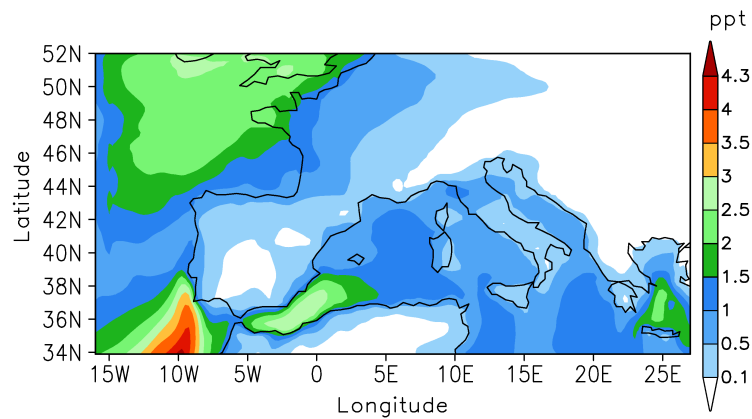 ppt
52N
50N
48N
46N
44N
42N
40N
38N
36N
34N
Latitude
4.3
4
3.5
3
2.5
2
1.5
1
0.5
0.1
15W 10W 5W 0 5E 10E 15E 20E 25E
Longitude